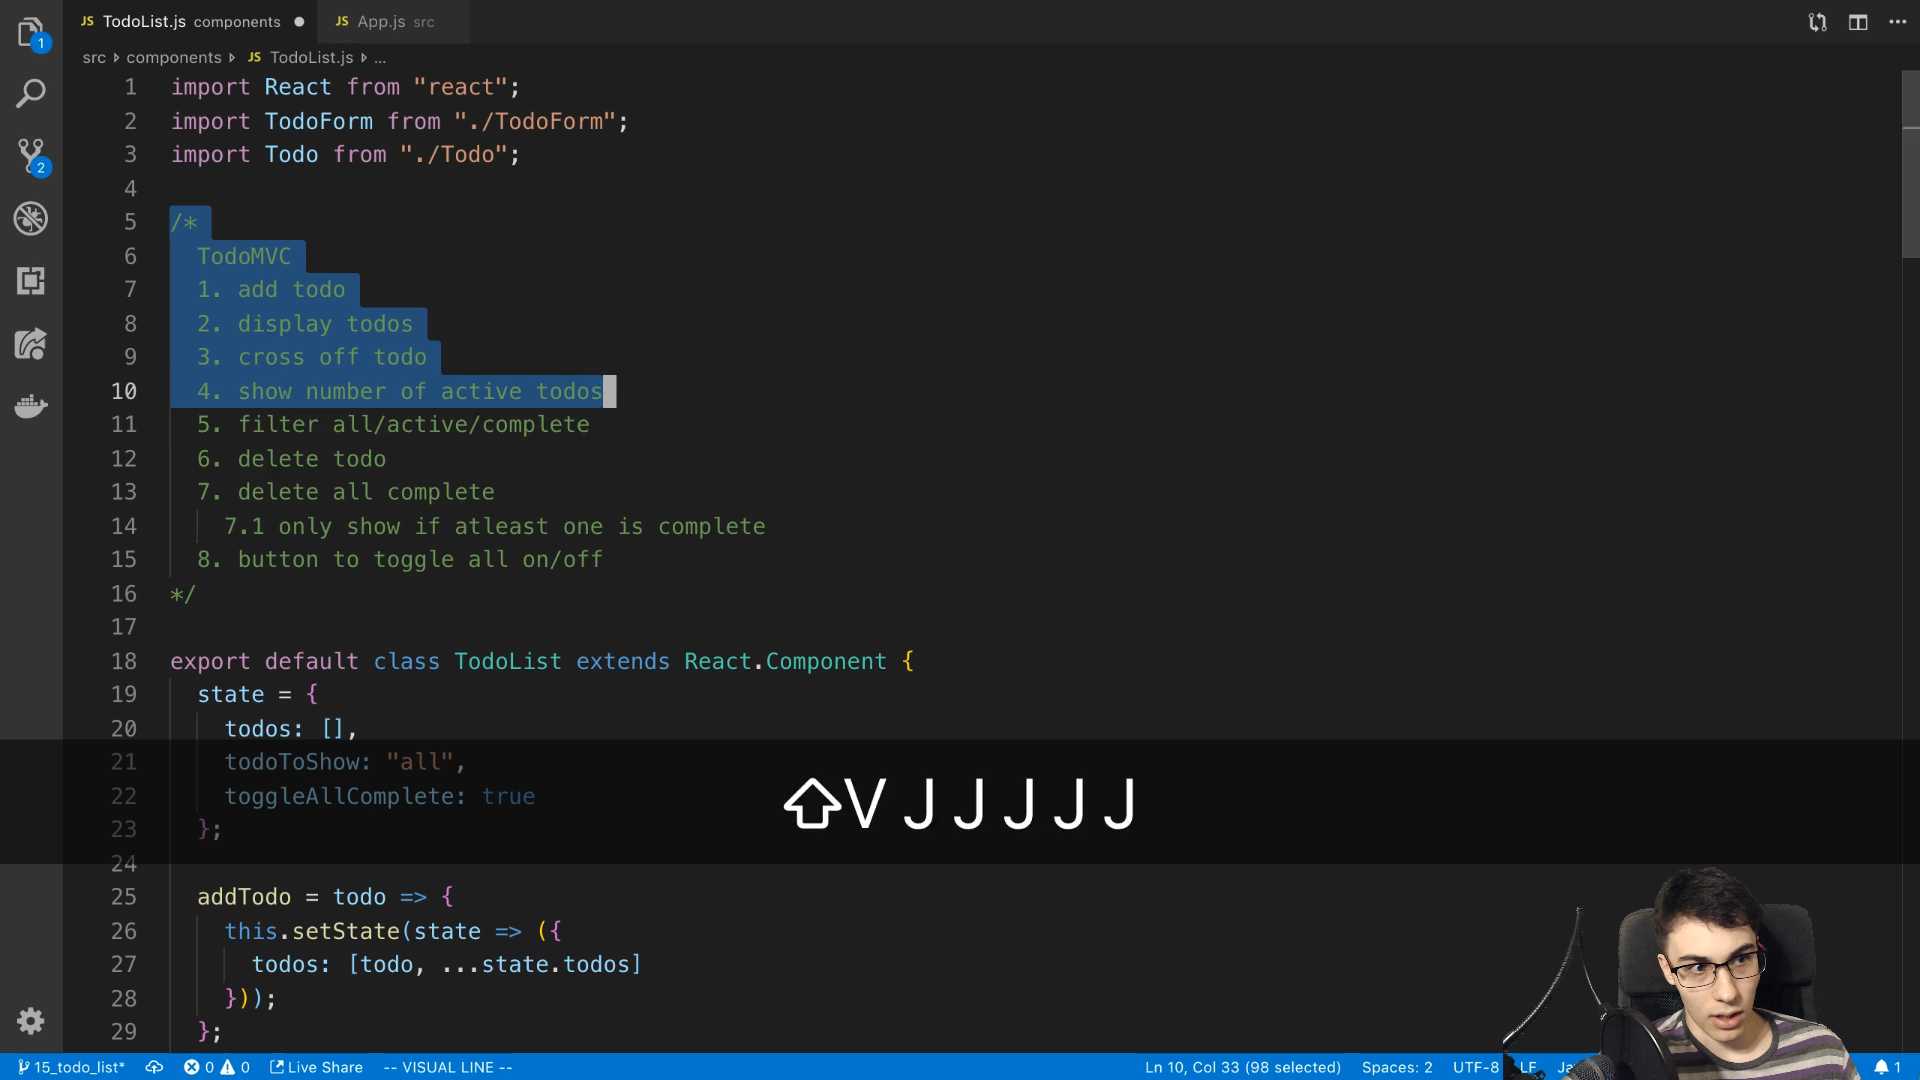 JS TodoList.js components
JS App.js src
src components JS TodoList.js ...
1 import React from "react";
2 import TodoForm from "./TodoForm";
3 import Todo from "./Todo";
4
5 /*
6 TodoMVC
7 1. add todo
8 2. display todos
9 3. cross off todo
10 4. show number of active todos
11 5. filter all/active/complete
12 6. delete todo
13 7. delete all complete
14 7.1 only show if atleast one is complete
15 8. button to toggle all on/off
16 */
17
18 export default class TodoList extends React.Component {
19 state = {
20 todos: [],
21 todoToShow: "all",
22 toggleAllComplete: true
23 };
24
25 addTodo = todo => {
26 this.setState(state => ({
27 todos: [todo, ...state.todos]
28 }));
29 };
1
2
⇧V J J J J J
15_todo_list* 0 0 Live Share -- VISUAL LINE -- Ln 10, Col 33 (98 selected) Spaces: 2 UTF-8 LF 1